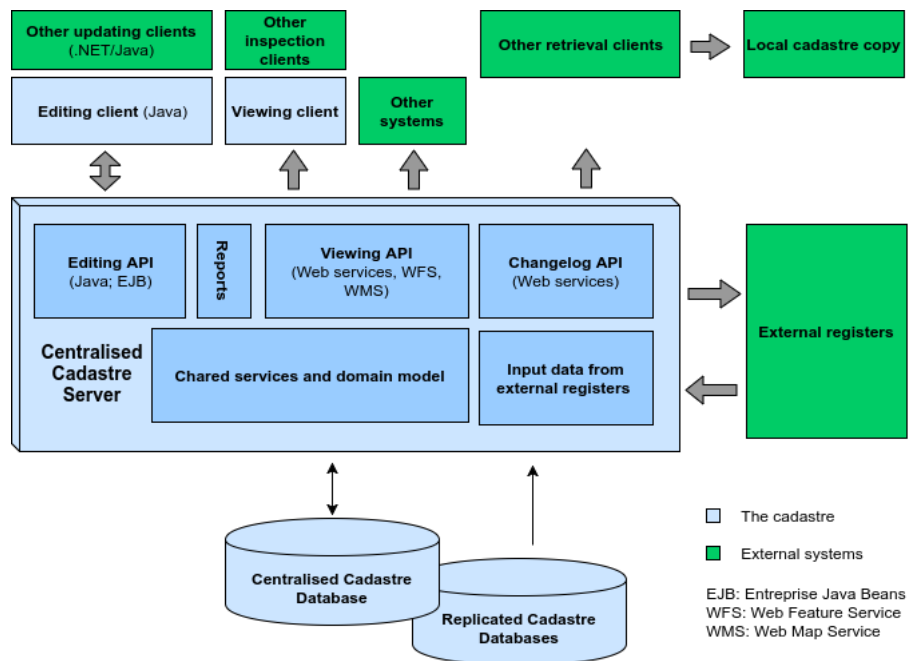 Other updating clients
(.NET/Java)
Other
inspection
clients
Other retrieval clients
Local cadastre copy
Editing client (Java)
Viewing client
Other
systems
Editing API
(Java; EJB)
Reports
Viewing API
(Web services, WFS,
WMS)
Changelog API
(Web services)
External registers
Centralised
Cadastre
Server
Chared services and domain model
Input data from
external registers
Centralised Cadastre
Database
Replicated Cadastre
Databases
The cadastre
External systems
EJB: Entreprise Java Beans
WFS: Web Feature Service
WMS: Web Map Service